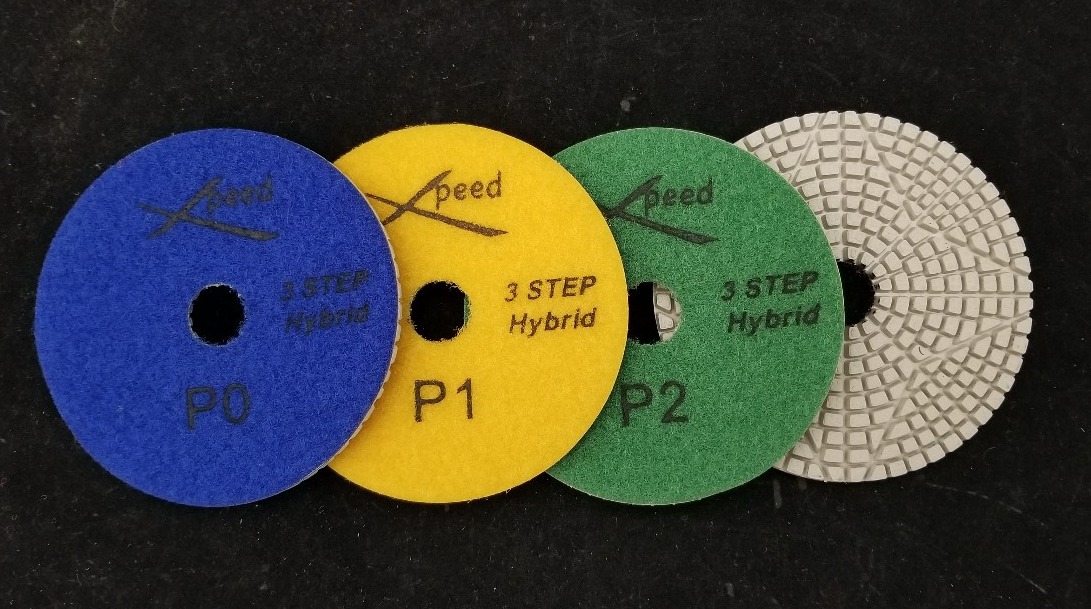 Xpeed
3 STEP
Hybrid
P0
Xpeed
3 STEP
Hybrid
P1
Xpeed
3 STEP
Hybrid
P2